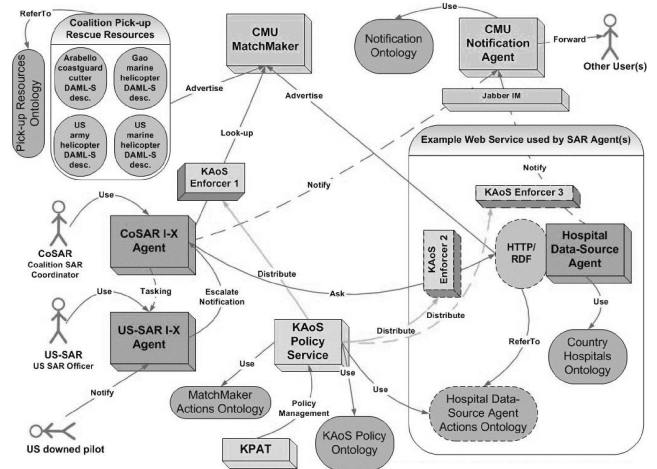 ReferTo
Coalition Pick-up
Rescue Resources
Arabello
coastguard
cutter
DAML-S
desc.
Gao
marine
helicopter
DAML-S
desc.
US
army
helicopter
DAML-S
desc.
US
marine
helicopter
DAML-S
desc.
Pick-up Resources
Ontology
CMU
MatchMaker
Use
Notification
Ontology
CMU
Notification
Agent
Forward
Other User(s)
Advertise
Advertise
Jabber IM
Look-up
Example Web Service used by SAR Agent(s)
KAoS
Enforcer 1
Notify
Notify
KAoS Enforcer 3
Use
CoSAR
Coalition SAR
Coordinator
CoSAR I-X
Agent
KAoS
Enforcer 2
HTTP/
RDF
Hospital
Data-Source
Agent
Distribute
Ask
Tasking
Escalate
Notification
Use
US-SAR
US SAR Officer
US-SAR I-X
Agent
KAoS
Policy
Service
Distribute
Distribute
Use
Country
Hospitals
Ontology
ReferTo
Notify
Use
MatchMaker
Actions Ontology
Policy
Management
Use
Use
Hospital Data-
Source Agent
Actions Ontology
KAoS Policy
Ontology
KPAT
US downed pilot